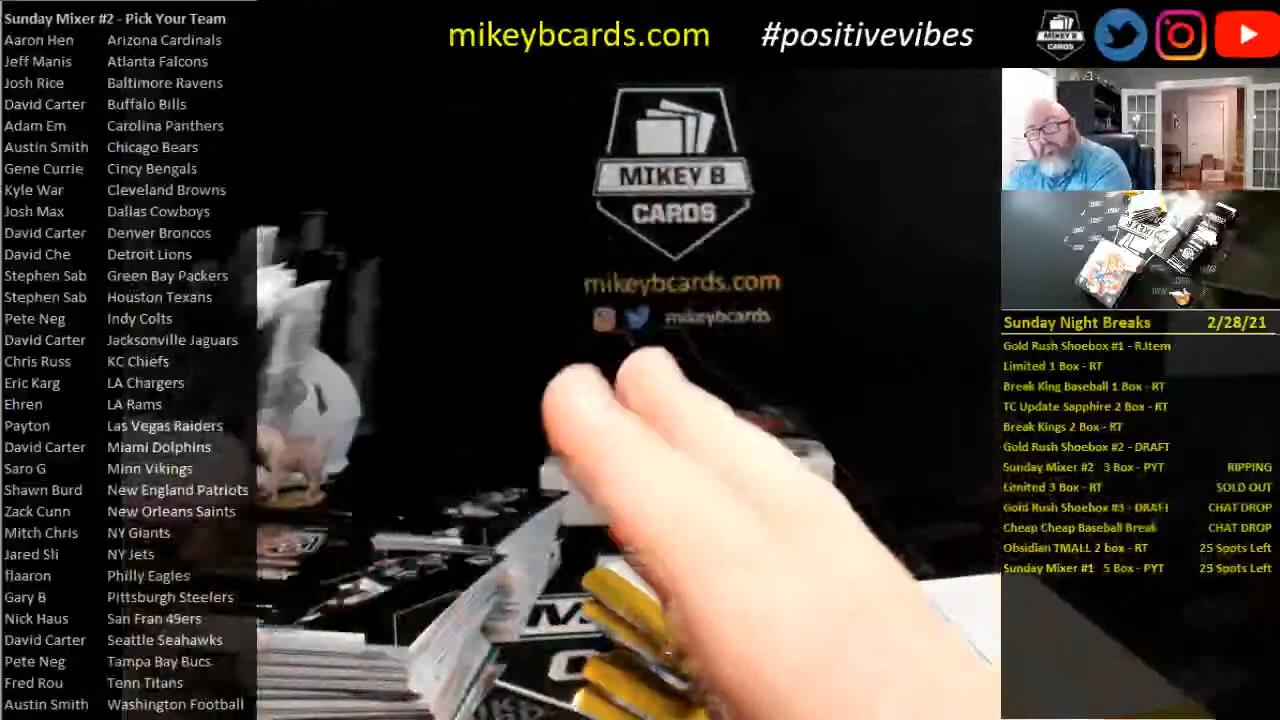 Sunday Mixer #2 - Pick Your Team
Aaron Hen Arizona Cardinals
Jeff Manis Atlanta Falcons
Josh Rice Baltimore Ravens
David Carter Buffalo Bills
Adam Em Carolina Panthers
Austin Smith Chicago Bears
Gene Currie Cincy Bengals
Kyle War Cleveland Browns
Josh Max Dallas Cowboys
David Carter Denver Broncos
David Che Detroit Lions
Stephen Sab Green Bay Packers
Stephen Sab Houston Texans
Pete Neg Indy Colts
David Carter Jacksonville Jaguars
Chris Russ KC Chiefs
Eric Karg LA Chargers
Ehren LA Rams
Payton Las Vegas Raiders
David Carter Miami Dolphins
Saro G Minn Vikings
Shawn Burd New England Patriots
Zack Cunn New Orleans Saints
Mitch Chris NY Giants
Jared Sli NY Jets
flaaron Philly Eagles
Gary B Pittsburgh Steelers
Nick Haus San Fran 49ers
David Carter Seattle Seahawks
Pete Neg Tampa Bay Bucs
Fred Rou Tenn Titans
Austin Smith Washington Football
mikeybcards.com #positivevibes
MIKEY B
CARDS
MIKEY B
CARDS
mikeybcards.com
mikeybcards
Sunday Night Breaks 2/28/21
Gold Rush Shoebox #1 - R.Item
Limited 1 Box - RT
Break King Baseball 1 Box - RT
TC Update Sapphire 2 Box - RT
Break Kings 2 Box - RT
Gold Rush Shoebox #2 - DRAFT
Sunday Mixer #2 3 Box - PYT RIPPING
Limited 3 Box - RT SOLD OUT
Gold Rush Shoebox #3 - DRAFT CHAT DROP
Cheap Cheap Baseball Break CHAT DROP
Obsidian TMALL 2 box - RT 25 Spots Left
Sunday Mixer #1 5 Box - PYT 25 Spots Left